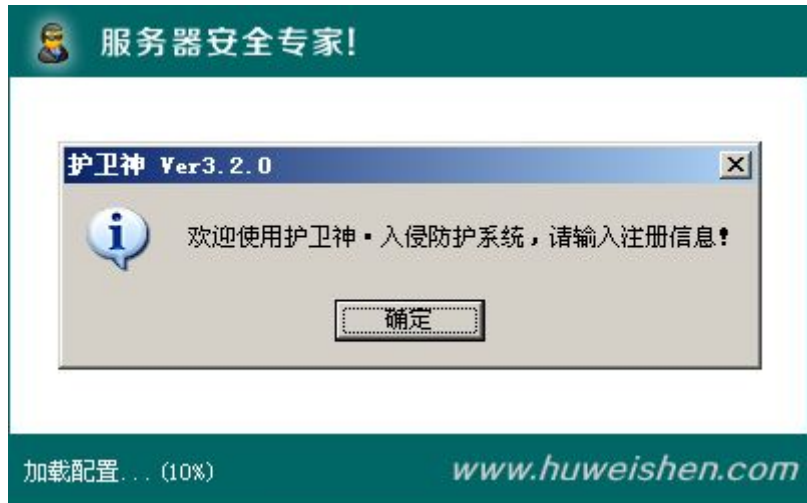 服务器安全专家!
护卫神 Ver3.2.0
欢迎使用护卫神·入侵防护系统,请输入注册信息!
确定
加载配置...(10%)
www.huweishen.com